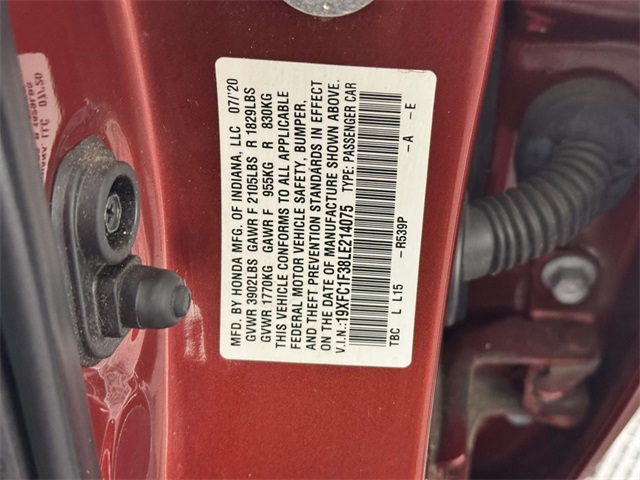 MFD. BY HONDA MFG. OF INDIANA, LLC 07/20
GVWR 3902LBS GAWR F 2105LBS R 1829LBS
GVWR 1770KG GAWR F 955KG R 830KG
THIS VEHICLE CONFORMS TO ALL APPLICABLE
FEDERAL MOTOR VEHICLE SAFETY, BUMPER,
AND THEFT PREVENTION STANDARDS IN EFFECT
ON THE DATE OF MANUFACTURE SHOWN ABOVE.
V.I.N.:19XFC1F38LE214075 TYPE: PASSENGER CAR
TBC L L15 -R539P -A -E